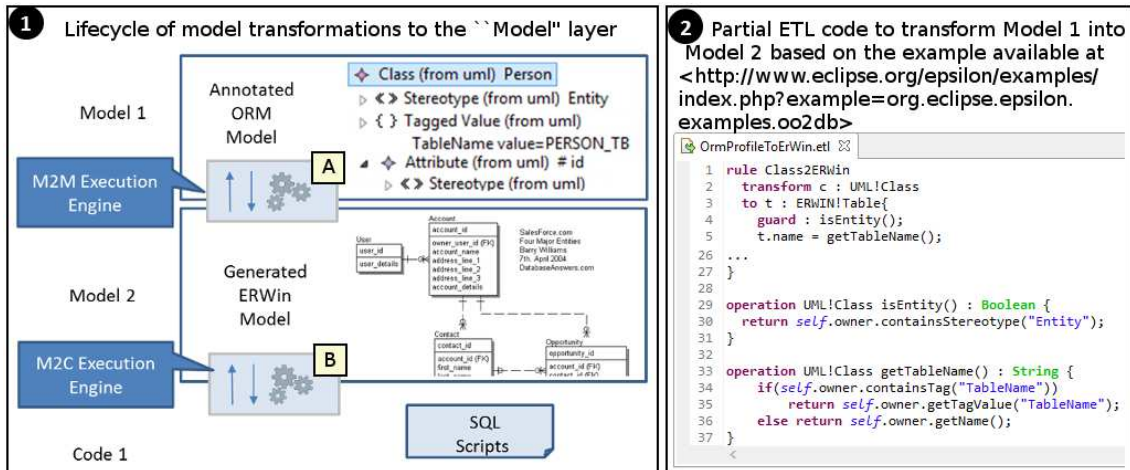 1 Lifecycle of model transformations to the ``Model" layer
Model 1
Annotated
ORM
Model
Class (from uml) Person
<< >> Stereotype (from uml) Entity
{ } Tagged Value (from uml)
TableName value=PERSON_TB
Attribute (from uml) # id
<< >> Stereotype (from uml)
A
M2M Execution
Engine
Model 2
Generated
ERWin
Model
User
user_id
user_details
Account
account_id
owner_user_id (FK)
account_name
address_line_1
address_line_2
address_line_3
account_details
SalesForce.com
Four Major Entities
Barry Williams
7th. April 2004
DatabaseAnswers.com
Contact
contact_id
account_id (FK)
first_name
Opportunity
opportunity_id
account_id (FK)
B
M2C Execution
Engine
SQL
Scripts
Code 1
2 Partial ETL code to transform Model 1 into
Model 2 based on the example available at
<http://www.eclipse.org/epsilon/examples/
index.php?example=org.eclipse.epsilon.
examples.oo2db>
OrmProfileToErWin.etl
1 rule Class2ERWin
2 transform c : UML!Class
3 to t : ERWIN!Table{
4 guard : isEntity();
5 t.name = getTableName();
26 ...
27 }
28
29 operation UML!Class isEntity() : Boolean {
30 return self.owner.containsStereotype("Entity");
31 }
32
33 operation UML!Class getTableName() : String {
34 if(self.owner.containsTag("TableName"))
35 return self.owner.getTagValue("TableName");
36 else return self.owner.getName();
37 }